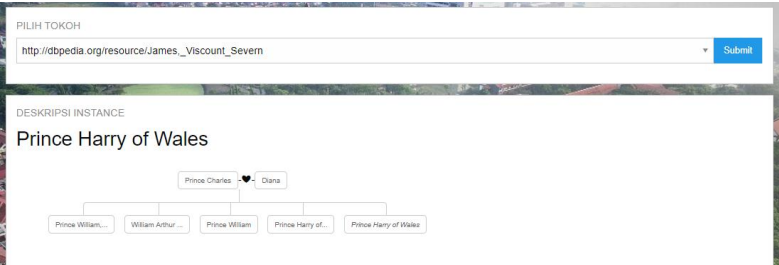 PILIH TOKOH
http://dbpedia.org/resource/James,_Viscount_Severn
Submit
DESKRIPSI INSTANCE
Prince Harry of Wales
Prince Charles
Diana
Prince William,...
William Arthur ...
Prince William
Prince Harry of...
Prince Harry of Wales